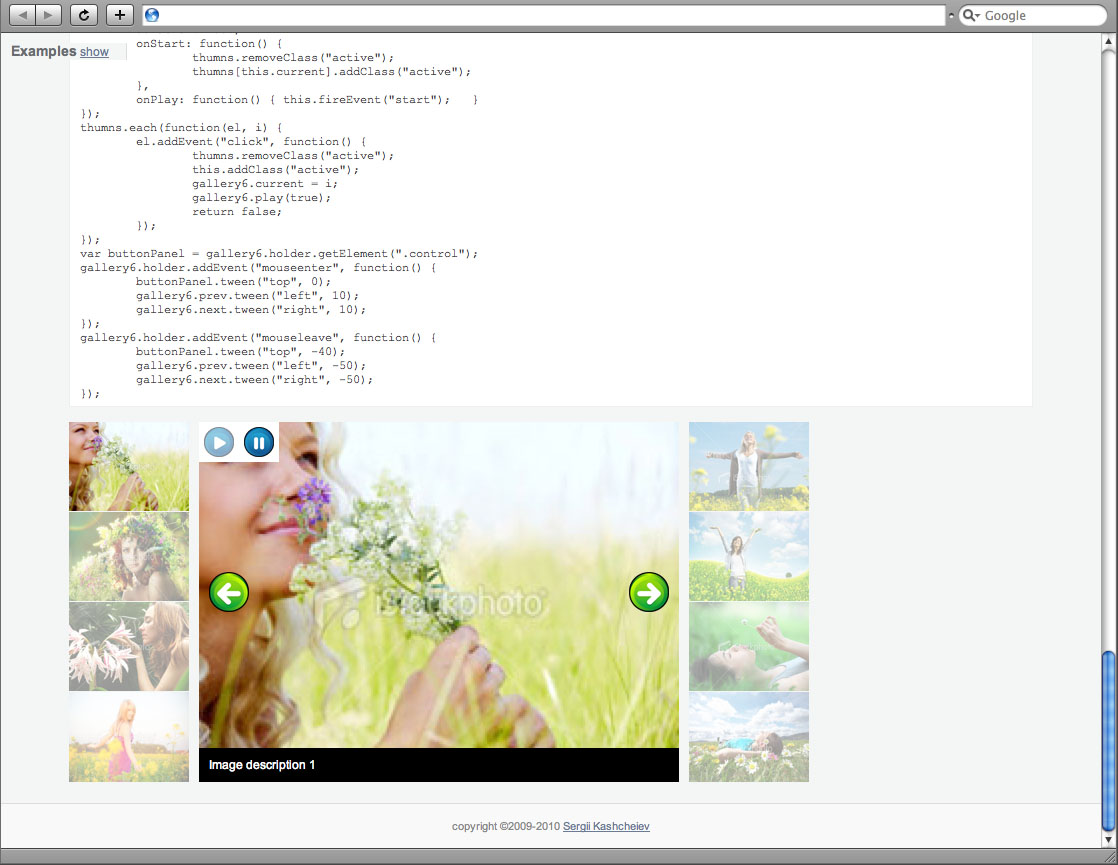 Google
Examples show
onStart: function() {
thumns.removeClass("active");
thumns[this.current].addClass("active");
},
onPlay: function() { this.fireEvent("start"); }
});
thumns.each(function(el, i) {
el.addEvent("click", function() {
thumns.removeClass("active");
this.addClass("active");
gallery6.current = i;
gallery6.play(true);
return false;
});
});
var buttonPanel = gallery6.holder.getElement(".control");
gallery6.holder.addEvent("mouseenter", function() {
buttonPanel.tween("top", 0);
gallery6.prev.tween("left", 10);
gallery6.next.tween("right", 10);
});
gallery6.holder.addEvent("mouseleave", function() {
buttonPanel.tween("top", -40);
gallery6.prev.tween("left", -50);
gallery6.next.tween("right", -50);
});
iStockphoto
Image description 1
copyright ©2009-2010 Sergii Kashcheiev